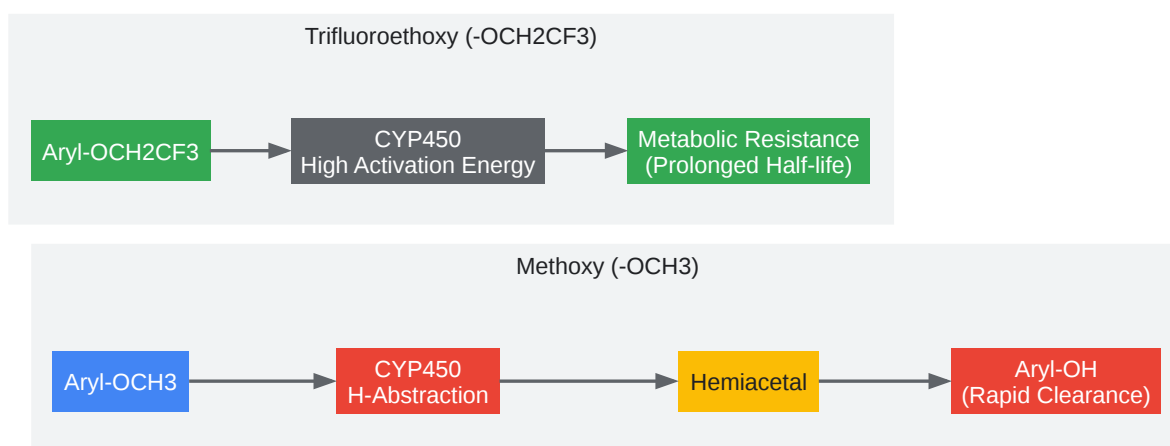 Trifluoroethoxy (-OCH2CF3)
Aryl-OCH2CF3
CYP450
High Activation Energy
Metabolic Resistance
(Prolonged Half-life)
Methoxy (-OCH3)
Aryl-OCH3
CYP450
H-Abstraction
Hemiacetal
Aryl-OH
(Rapid Clearance)